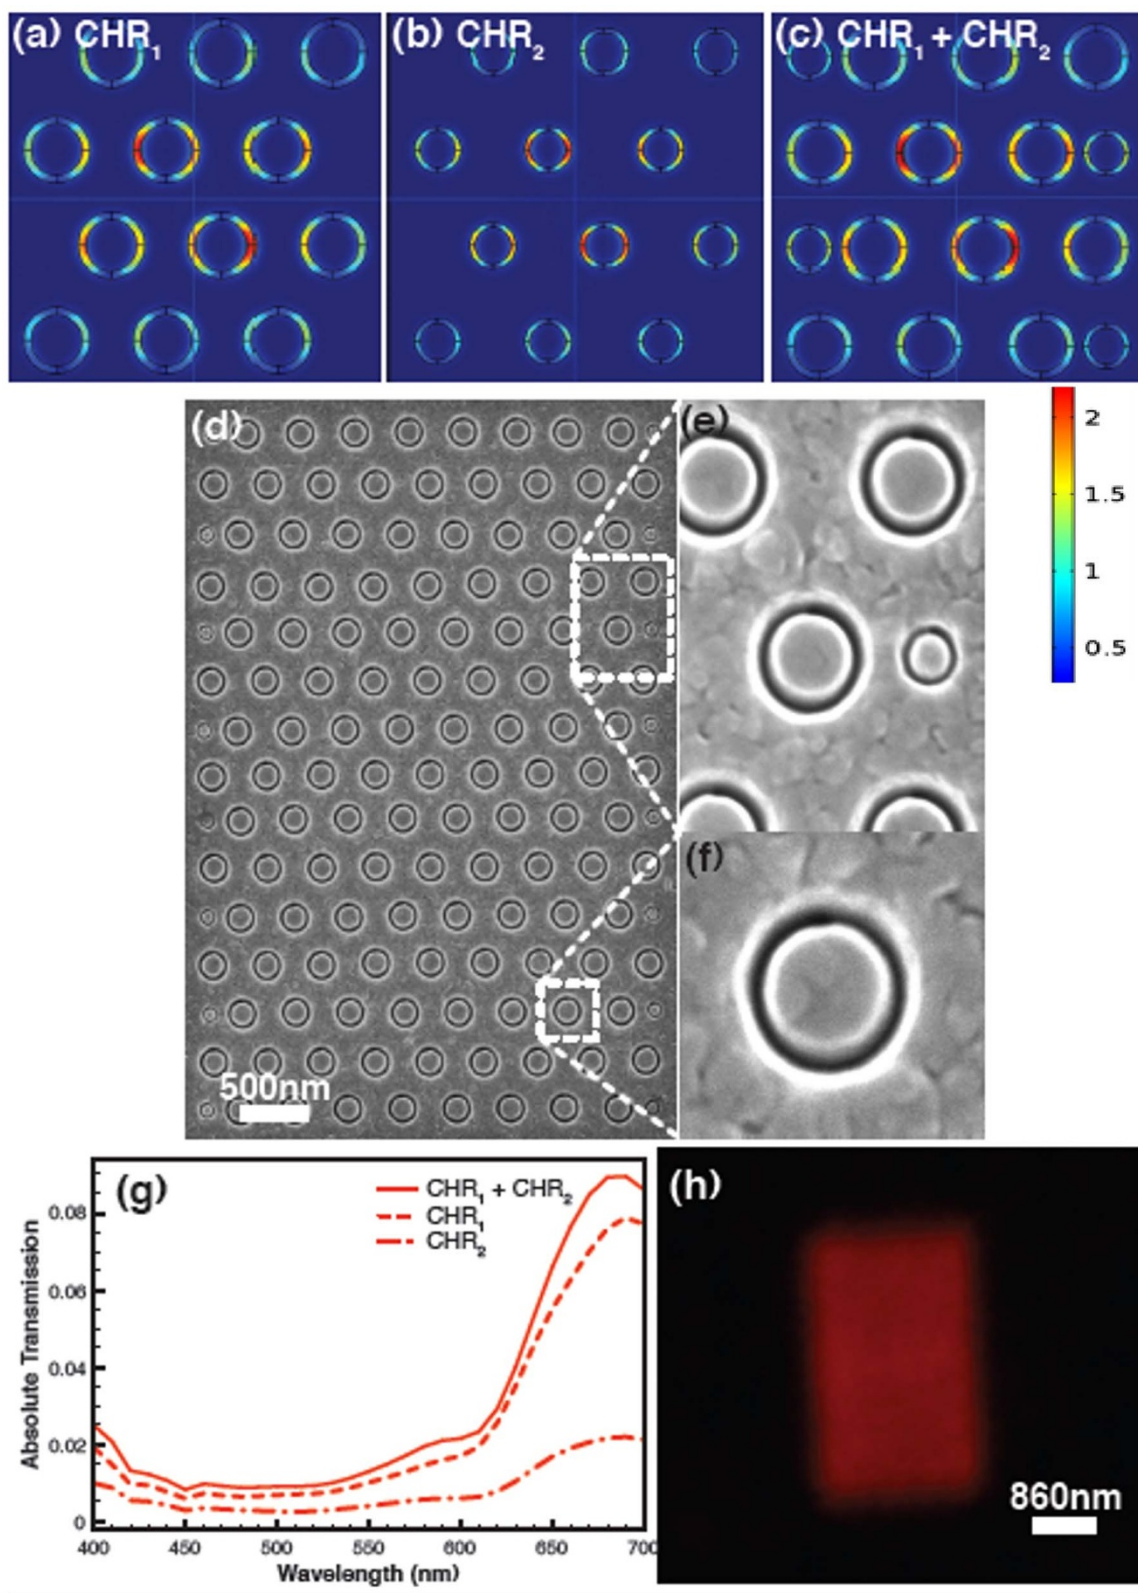 (a) CHR1
(b) CHR2
(c) CHR1 + CHR2
(d)
(e)
2
1.5
1
0.5
(f)
500nm
(g)
CHR1 + CHR2
CHR1
CHR2
Absolute Transmission
0.08
0.06
0.04
0.02
0
400 450 500 550 600 650 700
Wavelength (nm)
(h)
860nm